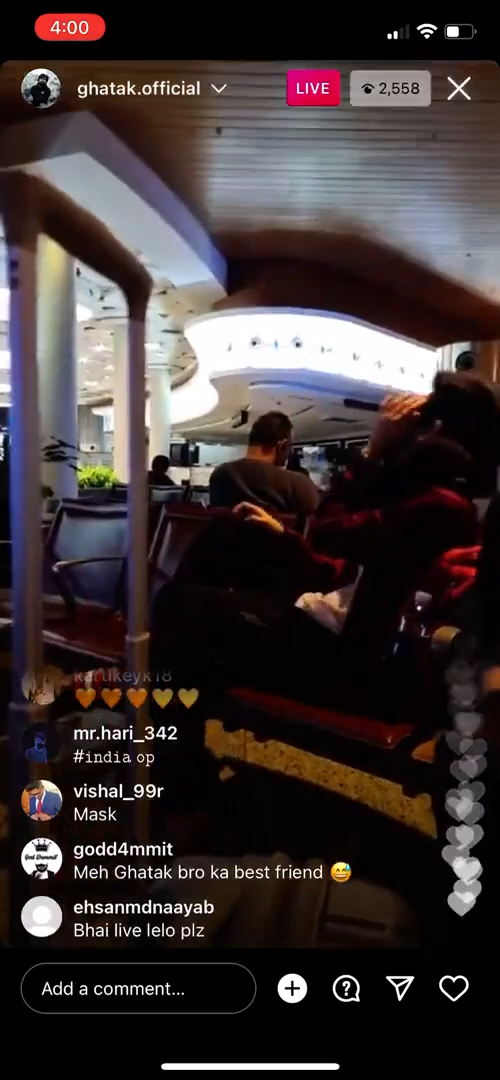 4:00
ghatak.official
LIVE
2,558
kartikeyk18
🧡🧡🧡💛💛
mr.hari_342
#india op
vishal_99r
Mask
godd4mmit
Meh Ghatak bro ka best friend 😅
ehsanmdnaayab
Bhai live lelo plz
Add a comment...